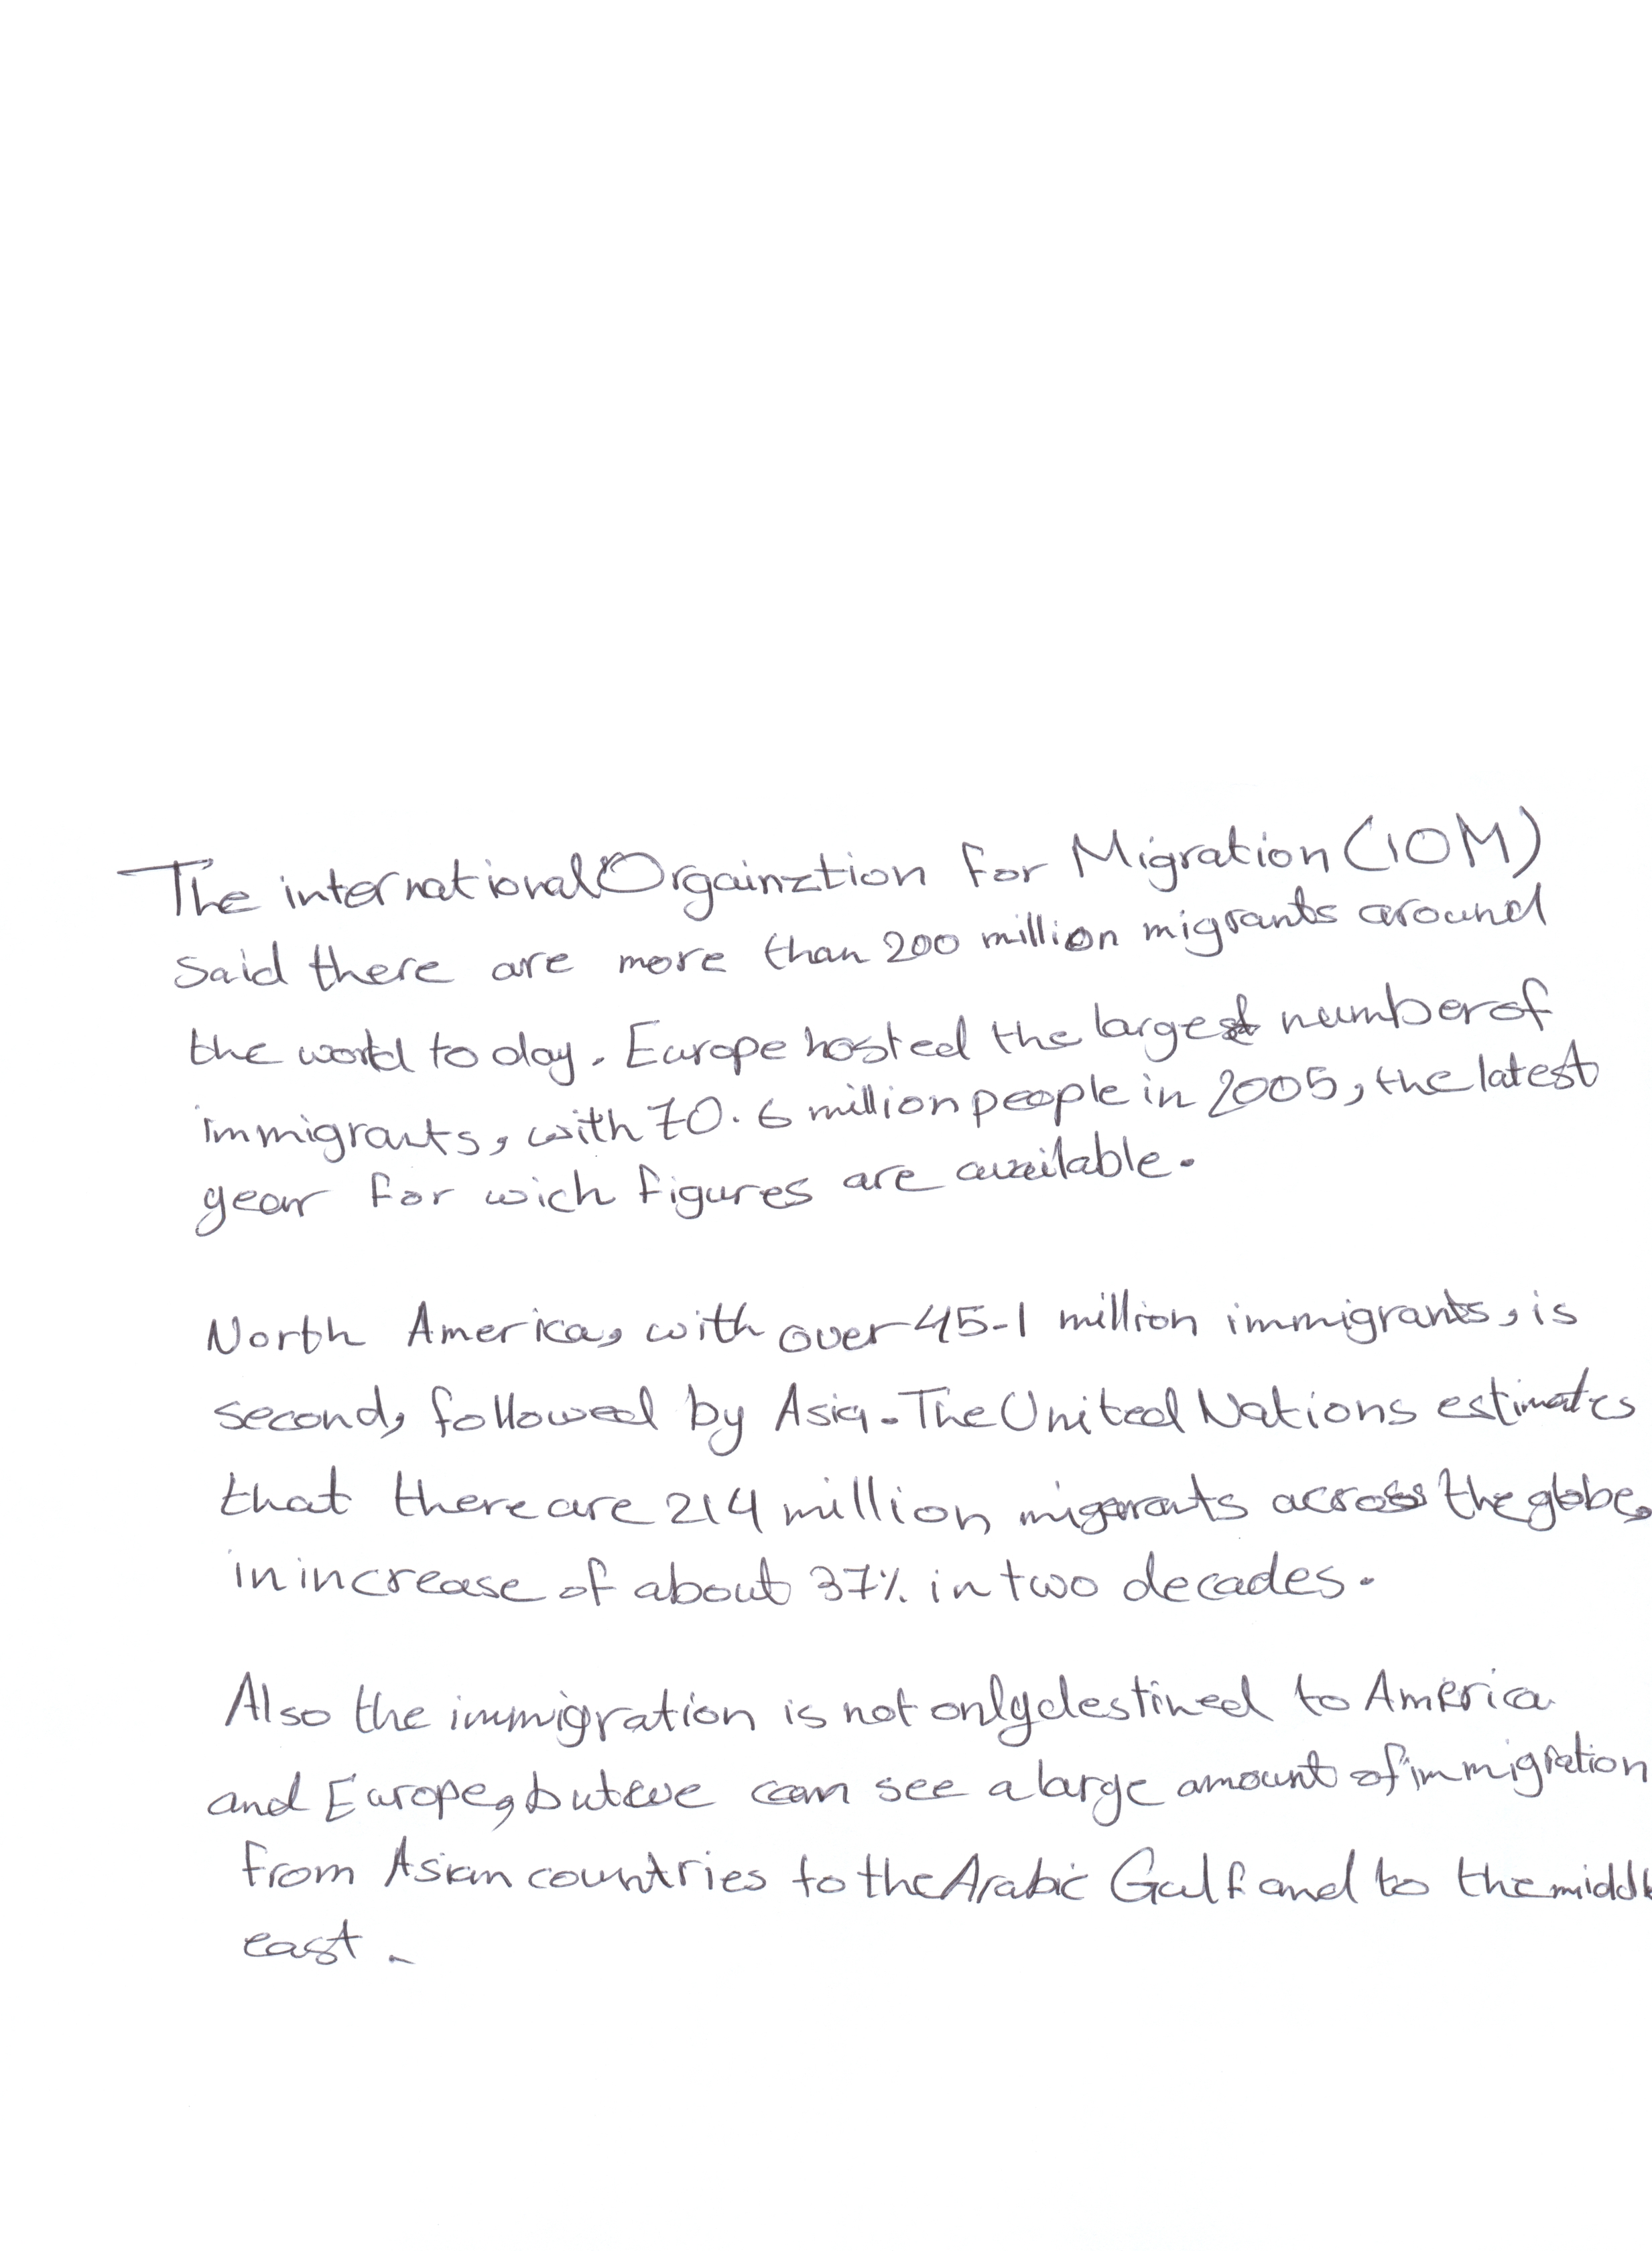 The international Orgainztion for Migration (IOM)
said there are more than 200 million migrants around
the world to day. Europe hosted the largest number of
immigrants, with 70.6 million people in 2005, the latest
year for wich figures are available.
North America, with over 45-1 million immigrants, is
second, followed by Asia. The United Nations estimates
that there are 214 million migrants across the globe,
in increase of about 37% in two decades.
Also the immigration is not only destined to America
and Europe, but we can see a large amount of immigration
from Asian countries to the Arabic Gulf and to the middle
east.